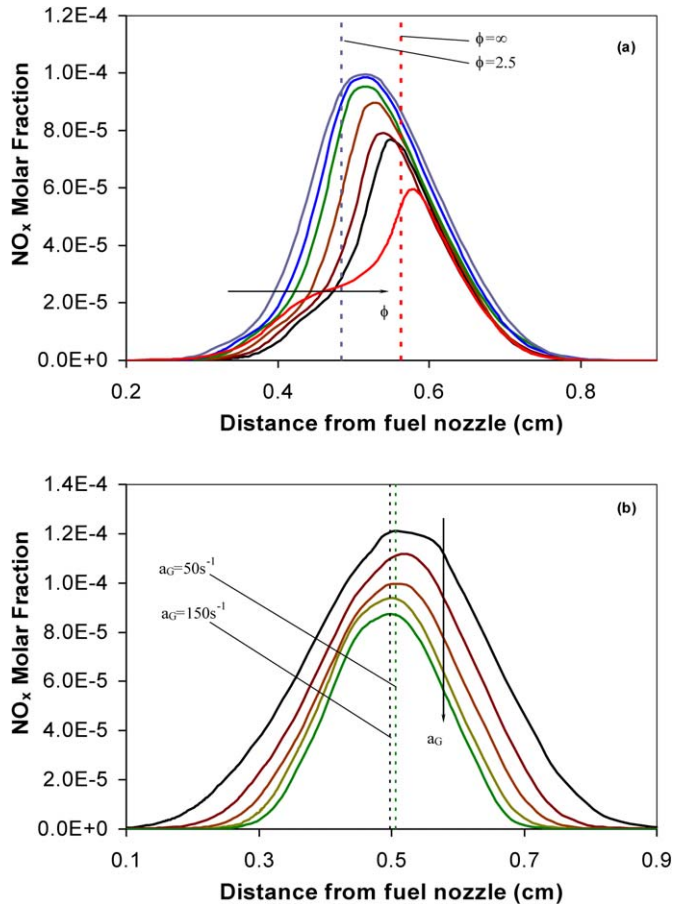 1.2E-4
1.0E-4
8.0E-5
6.0E-5
4.0E-5
2.0E-5
0.0E+0
NOx Molar Fraction
ϕ=∞
ϕ=2.5
(a)
ϕ
0.2 0.4 0.6 0.8
Distance from fuel nozzle (cm)
1.4E-4
1.2E-4
1.0E-4
8.0E-5
6.0E-5
4.0E-5
2.0E-5
0.0E+0
NOx Molar Fraction
(b)
aG=50s⁻¹
aG=150s⁻¹
aG
0.1 0.3 0.5 0.7 0.9
Distance from fuel nozzle (cm)